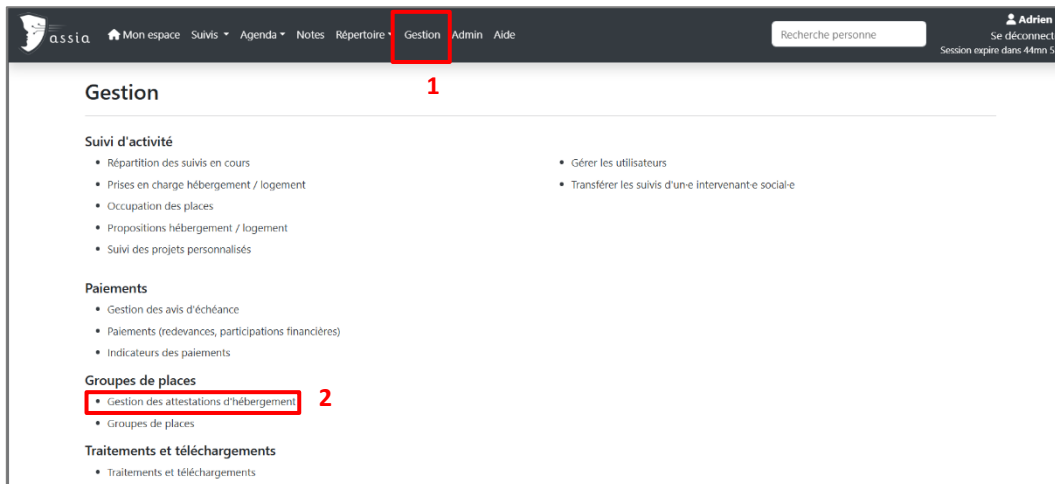 assia Mon espace Suivis Agenda Notes Répertoire Gestion Admin Aide Recherche personne Adrien
Se déconnect
Session expire dans 44mn 5
1
Gestion
Suivi d'activité
Répartition des suivis en cours
Prises en charge hébergement / logement
Occupation des places
Propositions hébergement / logement
Suivi des projets personnalisés
Gérer les utilisateurs
Transférer les suivis d'un·e intervenant·e social·e
Paiements
Gestion des avis d'échéance
Paiements (redevances, participations financières)
Indicateurs des paiements
Groupes de places
Gestion des attestations d'hébergement 2
Groupes de places
Traitements et téléchargements
Traitements et téléchargements